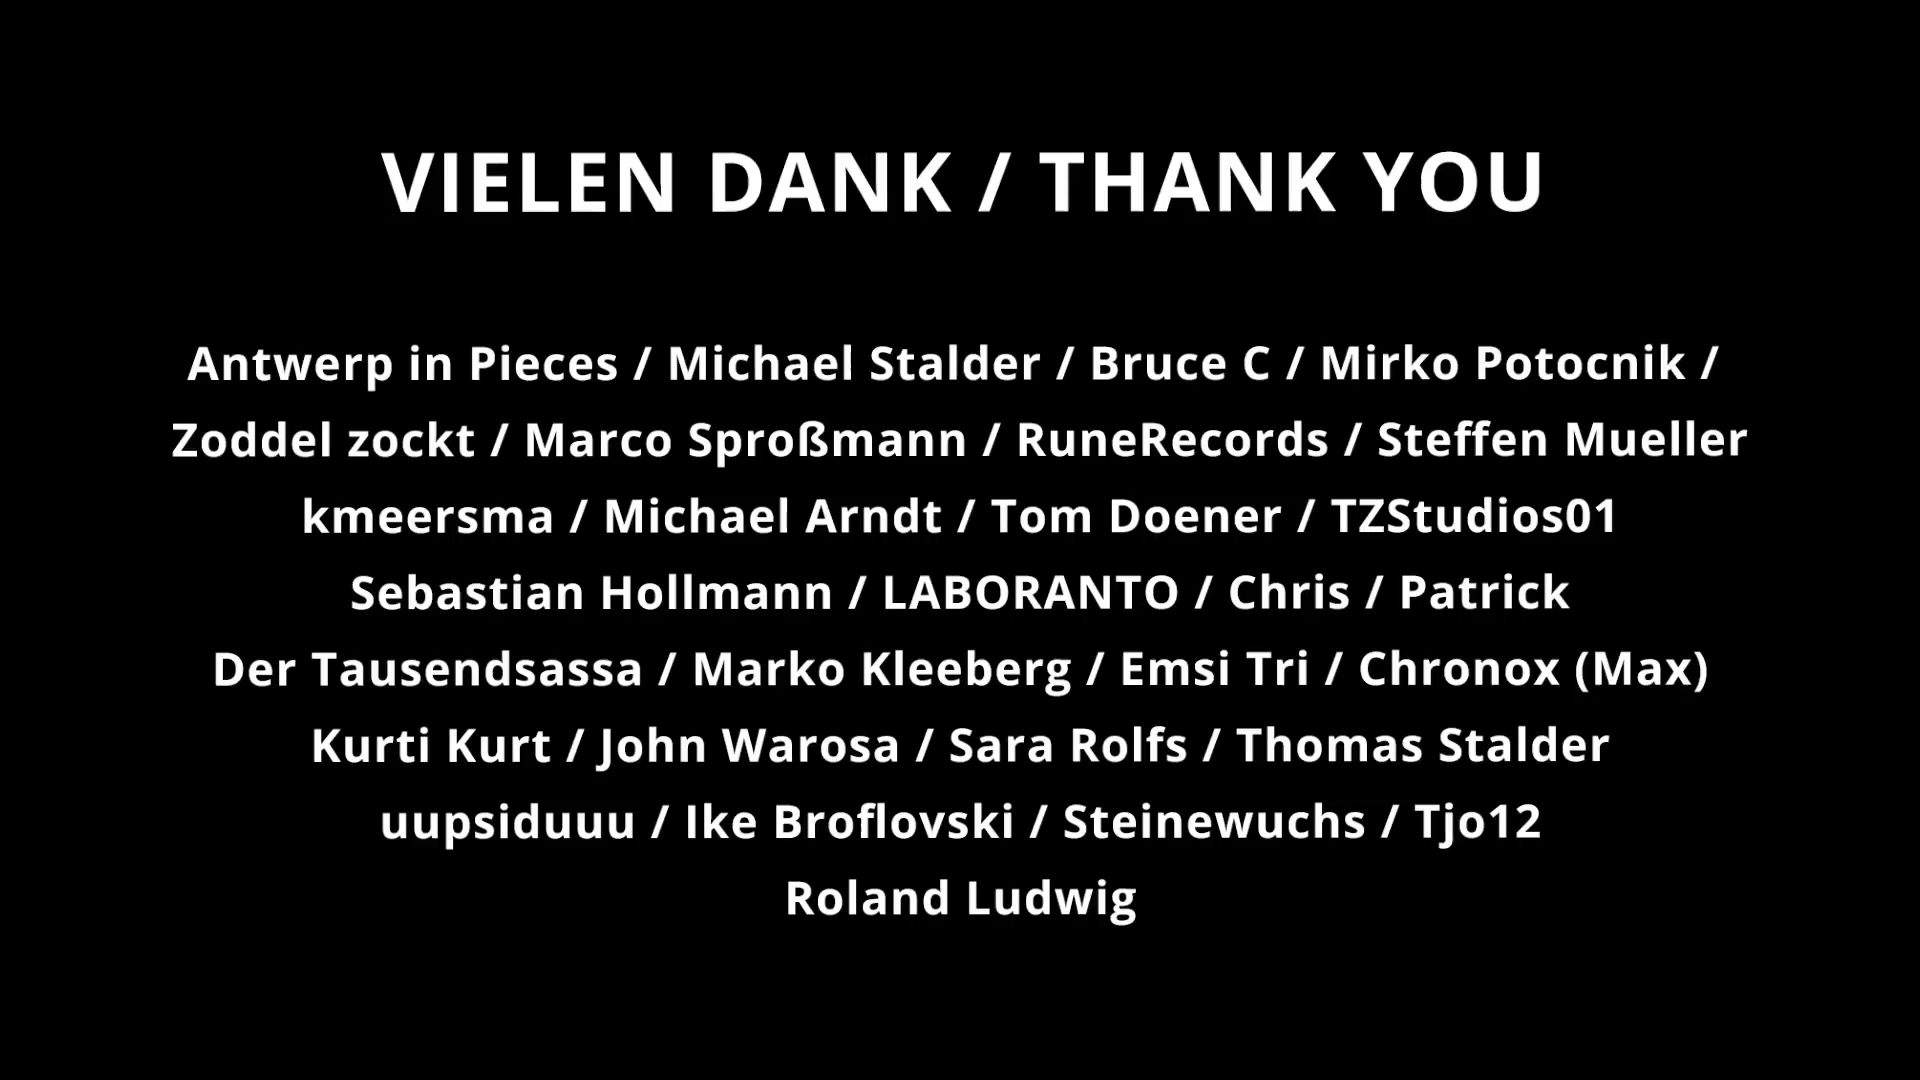 VIELEN DANK / THANK YOU
Antwerp in Pieces / Michael Stalder / Bruce C / Mirko Potocnik /
Zoddel zockt / Marco Sproßmann / RuneRecords / Steffen Mueller
kmeersma / Michael Arndt / Tom Doener / TZStudios01
Sebastian Hollmann / LABORANTO / Chris / Patrick
Der Tausendsassa / Marko Kleeberg / Emsi Tri / Chronox (Max)
Kurti Kurt / John Warosa / Sara Rolfs / Thomas Stalder
uupsiduuu / Ike Broflovski / Steinewuchs / Tjo12
Roland Ludwig